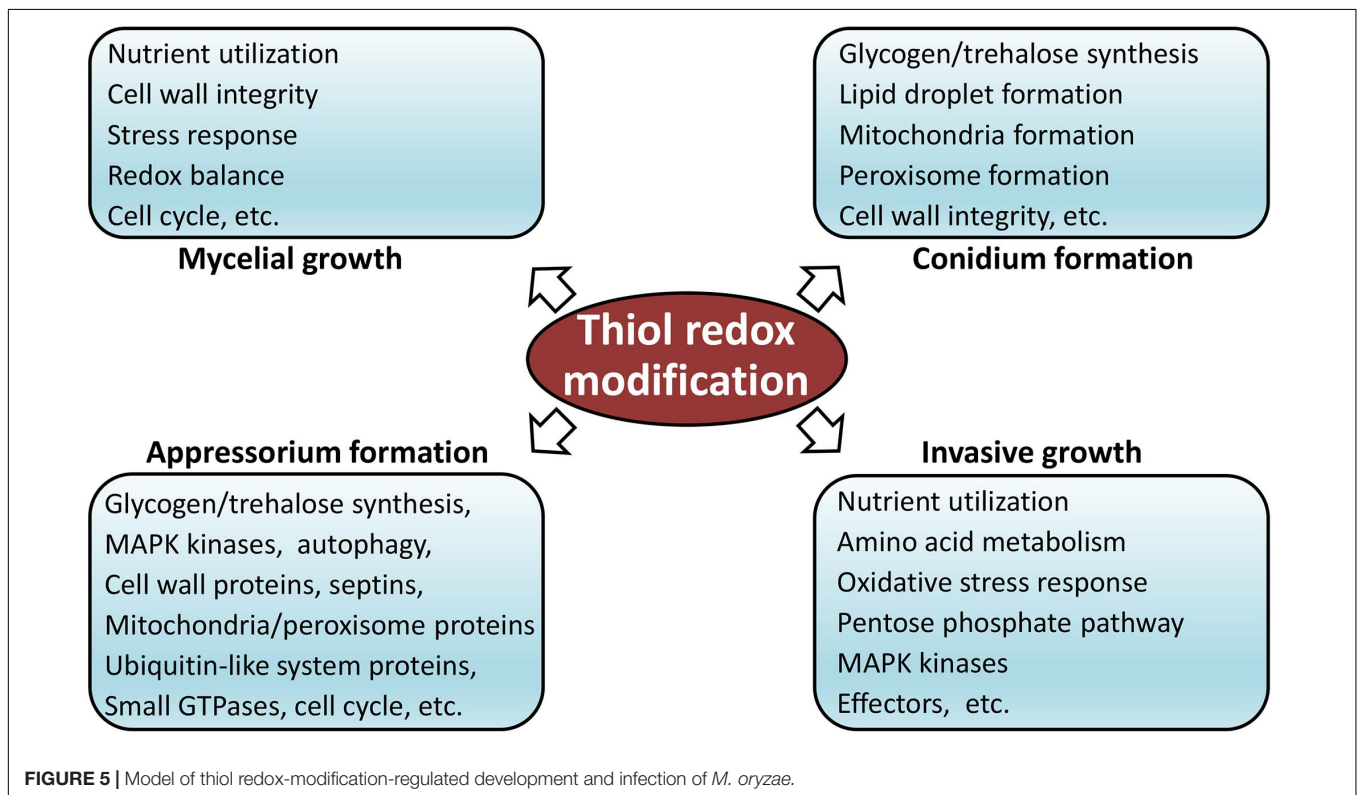 Nutrient utilization
Cell wall integrity
Stress response
Redox balance
Cell cycle, etc.
Mycelial growth
Glycogen/trehalose synthesis
Lipid droplet formation
Mitochondria formation
Peroxisome formation
Cell wall integrity, etc.
Conidium formation
Thiol redox
modification
Appressorium formation
Glycogen/trehalose synthesis,
MAPK kinases, autophagy,
Cell wall proteins, septins,
Mitochondria/peroxisome proteins
Ubiquitin-like system proteins,
Small GTPases, cell cycle, etc.
Invasive growth
Nutrient utilization
Amino acid metabolism
Oxidative stress response
Pentose phosphate pathway
MAPK kinases
Effectors, etc.
FIGURE 5 | Model of thiol redox-modification-regulated development and infection of M. oryzae.